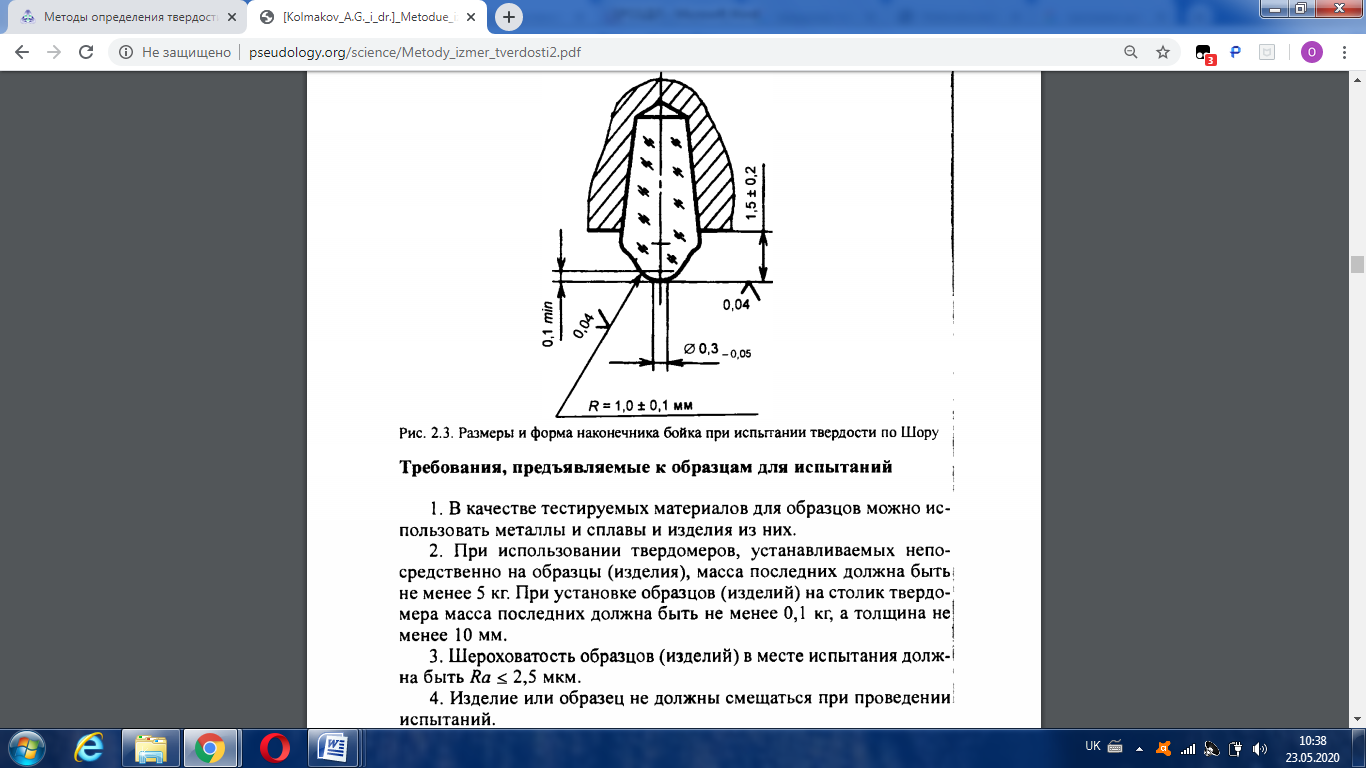 Методы определения твердост
[Kolmakov_A.G._i_dr.]_Metodue_i
Не защищено | pseudology.org/science/Metody_izmer_tverdosti2.pdf
3
О
1,5 ± 0,2
0,1 min
0,04
0,04
Ø 0,3 – 0,05
R = 1,0 ± 0,1 мм
Рис. 2.3. Размеры и форма наконечника бойка при испытании твердости по Шору
Требования, предъявляемые к образцам для испытаний
1. В качестве тестируемых материалов для образцов можно ис-
пользовать металлы и сплавы и изделия из них.
2. При использовании твердомеров, устанавливаемых непо-
средственно на образцы (изделия), масса последних должна быть
не менее 5 кг. При установке образцов (изделий) на столик твердо-
мера масса последних должна быть не менее 0,1 кг, а толщина не
менее 10 мм.
3. Шероховатость образцов (изделий) в месте испытания долж-
на быть Ra ≤ 2,5 мкм.
4. Изделие или образец не должны смещаться при проведении
испытаний.
UK
10:38
23.05.2020